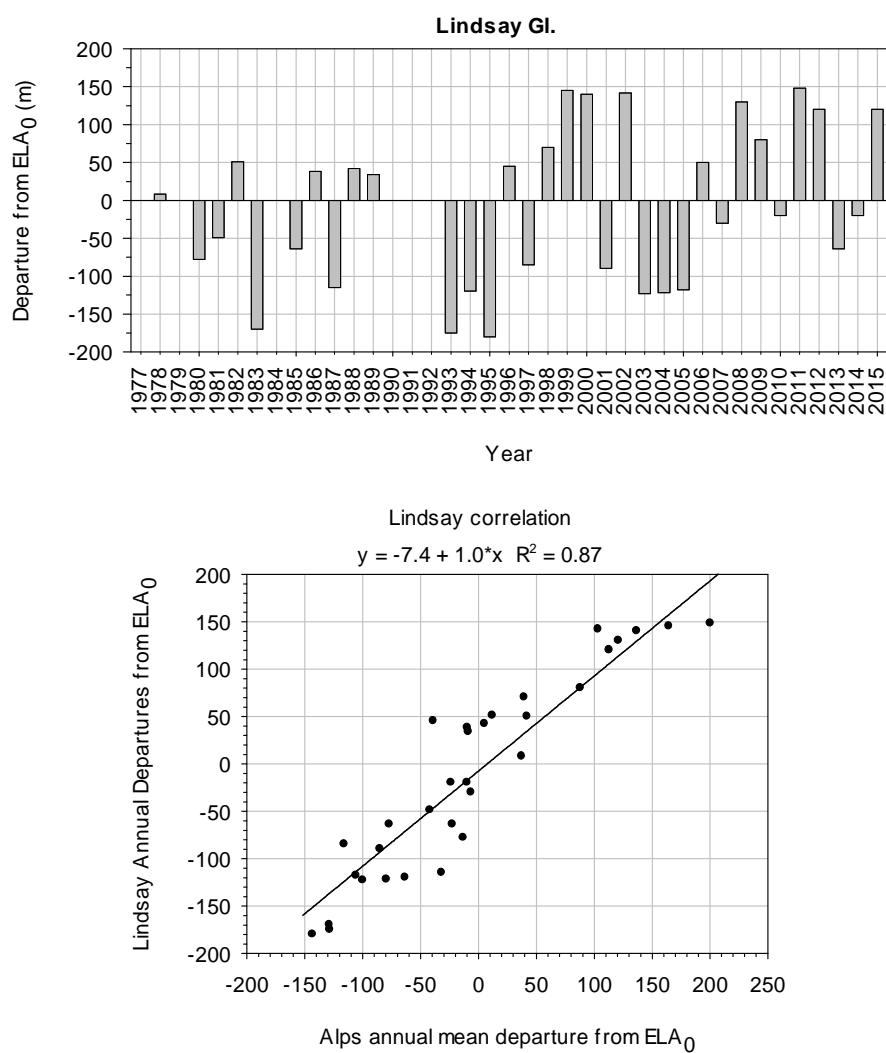 Lindsay Gl.
Departure from ELA0 (m)
200
150
100
50
0
-50
-100
-150
-200
1977 1978 1979 1980 1981 1982 1983 1984 1985 1986 1987 1988 1989 1990 1991 1992 1993 1994 1995 1996 1997 1998 1999 2000 2001 2002 2003 2004 2005 2006 2007 2008 2009 2010 2011 2012 2013 2014 2015
Year
Lindsay correlation
y = -7.4 + 1.0*x R² = 0.87
Lindsay Annual Departures from ELA0
200
150
100
50
0
-50
-100
-150
-200
-200 -150 -100 -50 0 50 100 150 200 250
Alps annual mean departure from ELA0